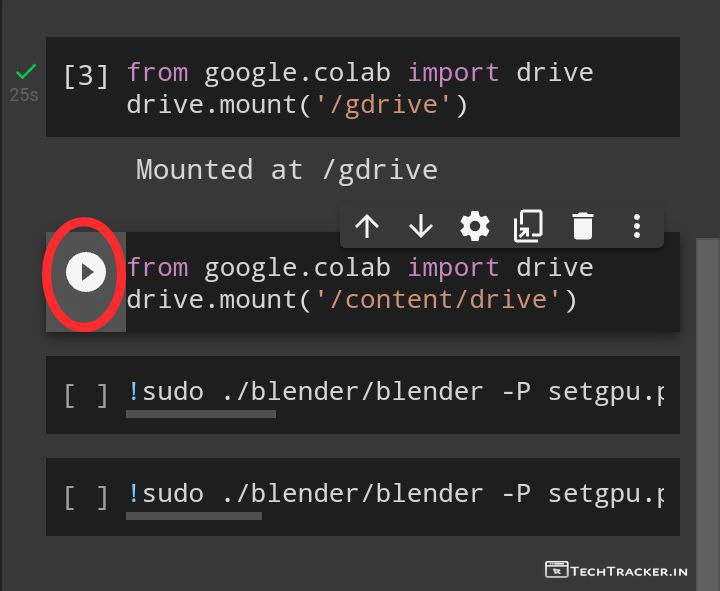 [3] from google.colab import drive
25s
drive.mount('/gdrive')
Mounted at /gdrive
from google.colab import drive
drive.mount('/content/drive')
[ ] !sudo ./blender/blender -P setgpu.p
[ ] !sudo ./blender/blender -P setgpu.p
TECHTRACKER.IN